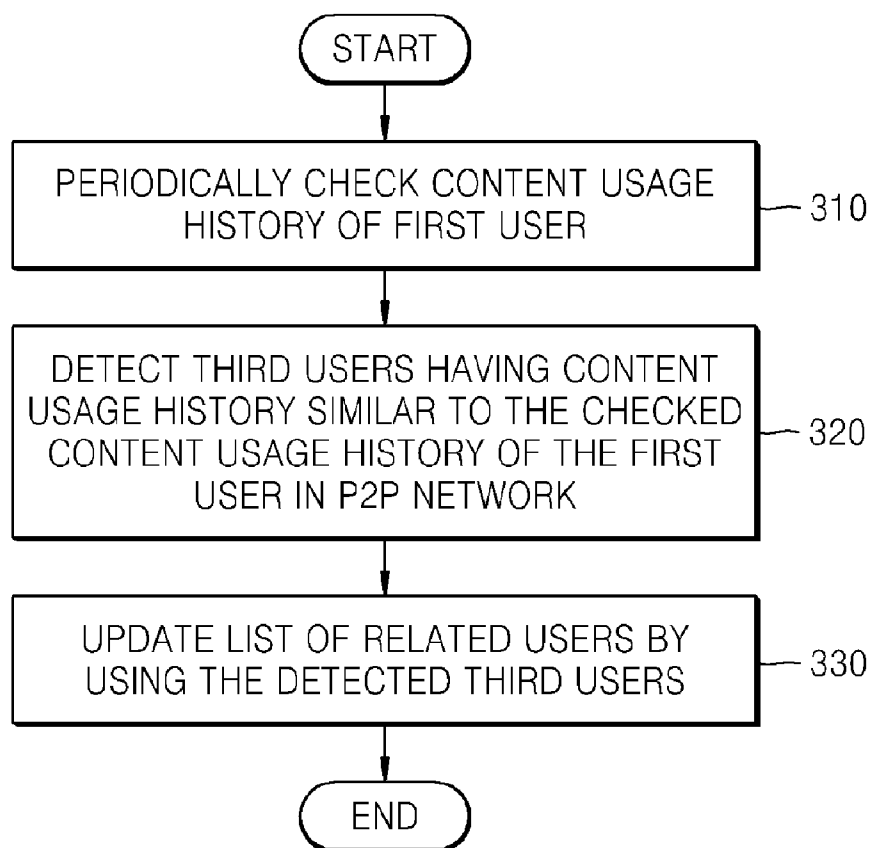 START
PERIODICALLY CHECK CONTENT USAGE
HISTORY OF FIRST USER
310
DETECT THIRD USERS HAVING CONTENT
USAGE HISTORY SIMILAR TO THE CHECKED
CONTENT USAGE HISTORY OF THE FIRST
USER IN P2P NETWORK
320
UPDATE LIST OF RELATED USERS BY
USING THE DETECTED THIRD USERS
330
END